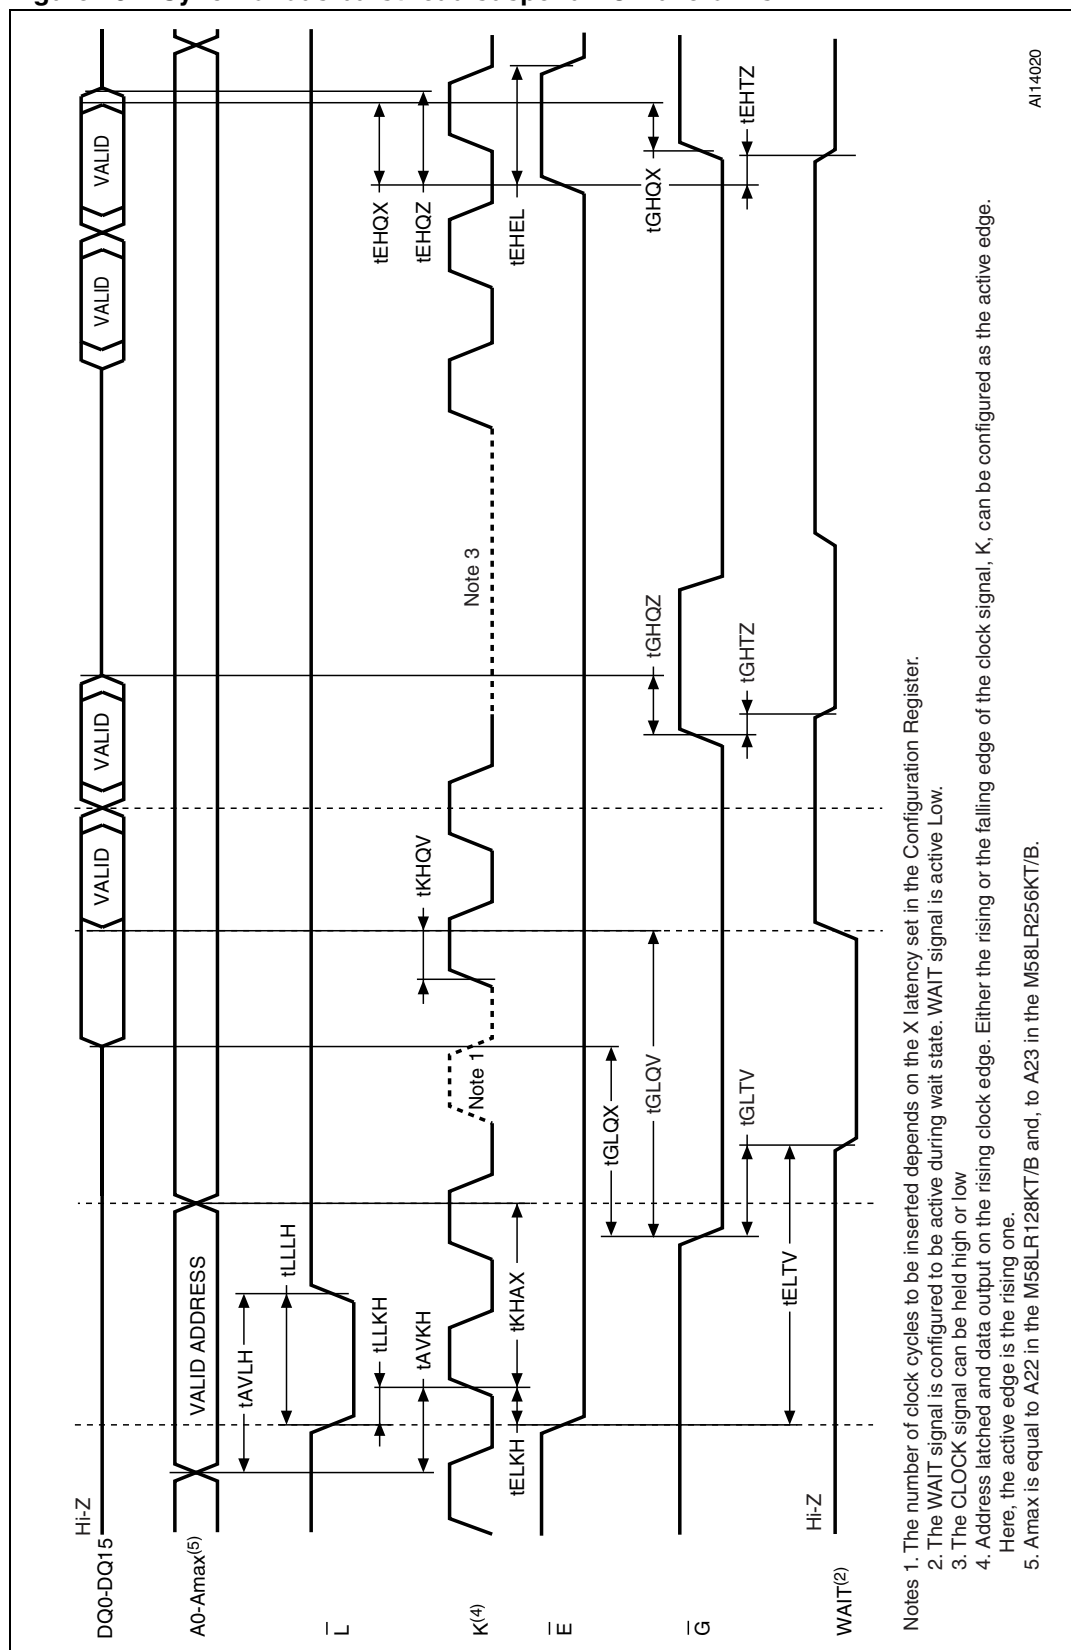 Hi-Z
DQ0-DQ15
VALID
VALID
VALID
VALID
A0-Amax(5)
VALID ADDRESS
tAVLH
L
tLLLH
tLLKH
tAVKH
tKHQV
tEHQX
tEHQZ
K(4)
Note 1
Note 3
tELKH
tKHAX
tEHEL
E
tGLQX
tGLQV
tGHQZ
tGHQX
G
tGLTV
tGHTZ
tEHTZ
tELTV
Hi-Z
WAIT(2)
Notes 1. The number of clock cycles to be inserted depends on the X latency set in the Configuration Register.
2. The WAIT signal is configured to be active during wait state. WAIT signal is active Low.
3. The CLOCK signal can be held high or low
4. Address latched and data output on the rising clock edge. Either the rising or the falling edge of the clock signal, K, can be configured as the active edge.
Here, the active edge is the rising one.
5. Amax is equal to A22 in the M58LR128KT/B and, to A23 in the M58LR256KT/B.
AI14020